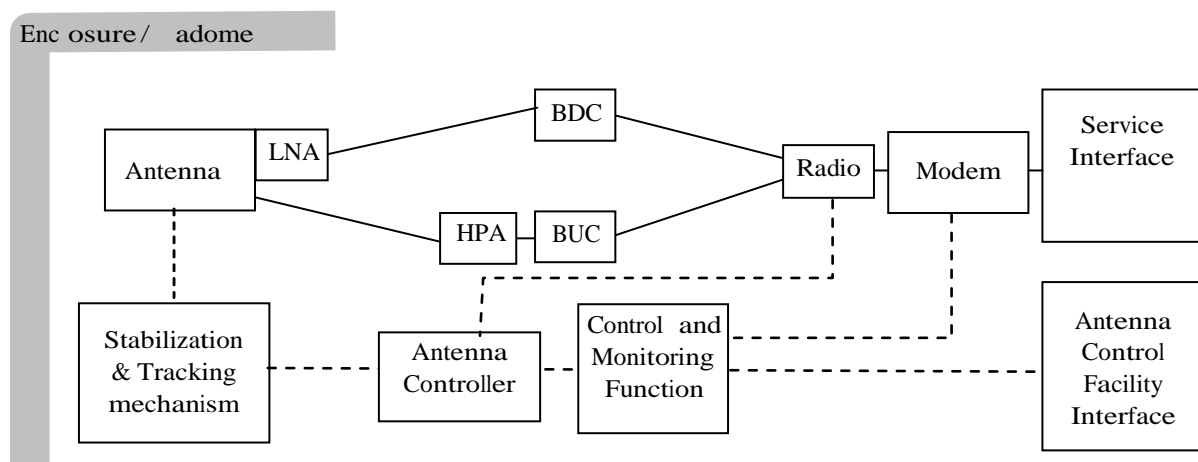 Enc osure / adome
BDC
LNA
Antenna
Radio
Modem
Service
Interface
HPA
BUC
Stabilization
& Tracking
mechanism
Antenna
Controller
Control and
Monitoring
Function
Antenna
Control
Facility
Interface